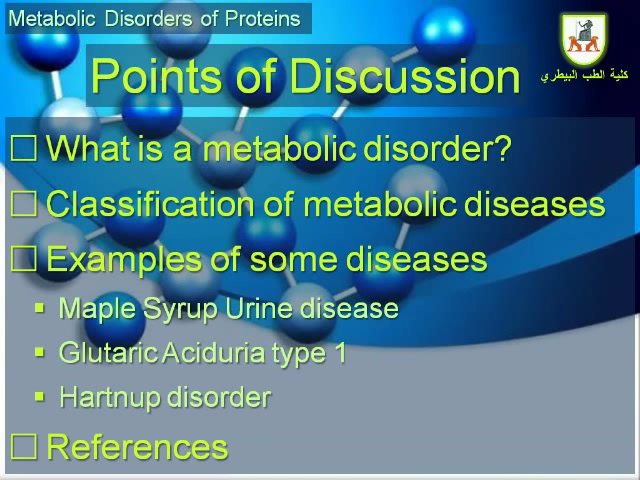 Metabolic Disorders of Proteins
كلية الطب البيطري
Points of Discussion
What is a metabolic disorder?
Classification of metabolic diseases
Examples of some diseases
Maple Syrup Urine disease
Glutaric Aciduria type 1
Hartnup disorder
References